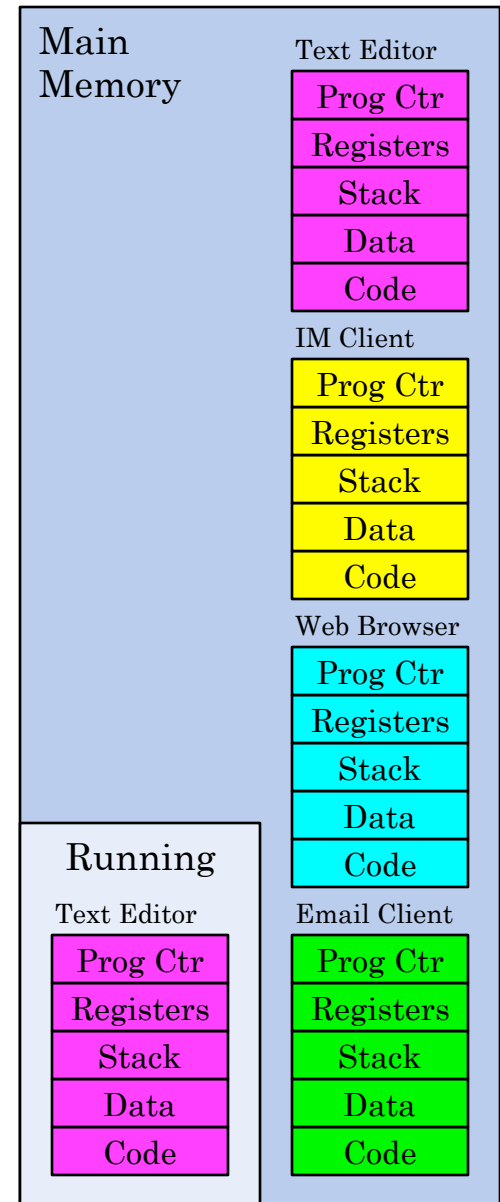 Main
Memory
Text Editor
Prog Ctr
Registers
Stack
Data
Code
IM Client
Prog Ctr
Registers
Stack
Data
Code
Web Browser
Prog Ctr
Registers
Stack
Data
Code
Running
Text Editor
Prog Ctr
Registers
Stack
Data
Code
Email Client
Prog Ctr
Registers
Stack
Data
Code